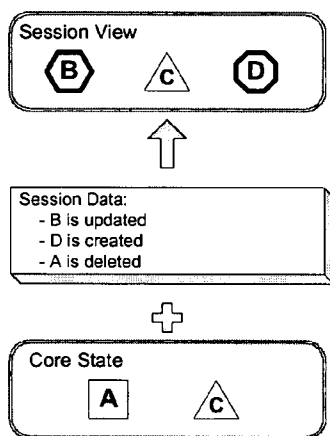 Session View
B C D
Session Data:
- B is updated
- D is created
- A is deleted
Core State
A C